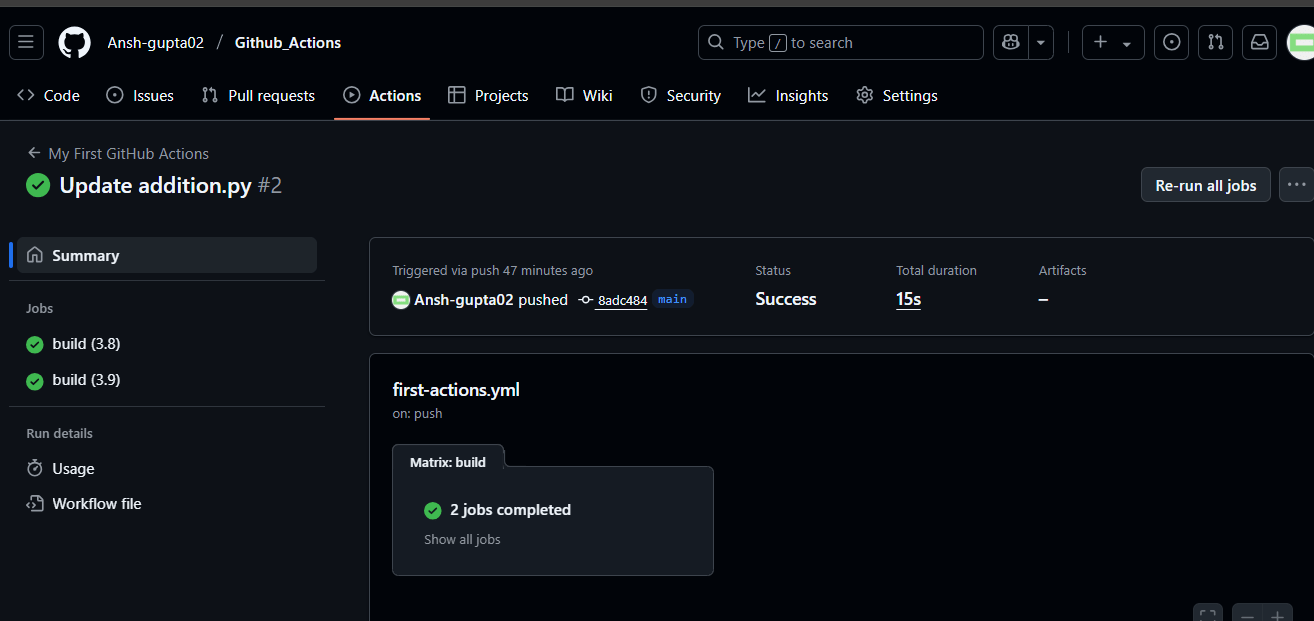 Ansh-gupta02 / Github_Actions
Type / to search
Code Issues Pull requests Actions Projects Wiki Security Insights Settings
My First GitHub Actions
Update addition.py #2
Re-run all jobs
Summary
Jobs
build (3.8)
build (3.9)
Run details
Usage
Workflow file
Triggered via push 47 minutes ago
Ansh-gupta02 pushed 8adc484 main
Status
Success
Total duration
15s
Artifacts
–
first-actions.yml
on: push
Matrix: build
2 jobs completed
Show all jobs